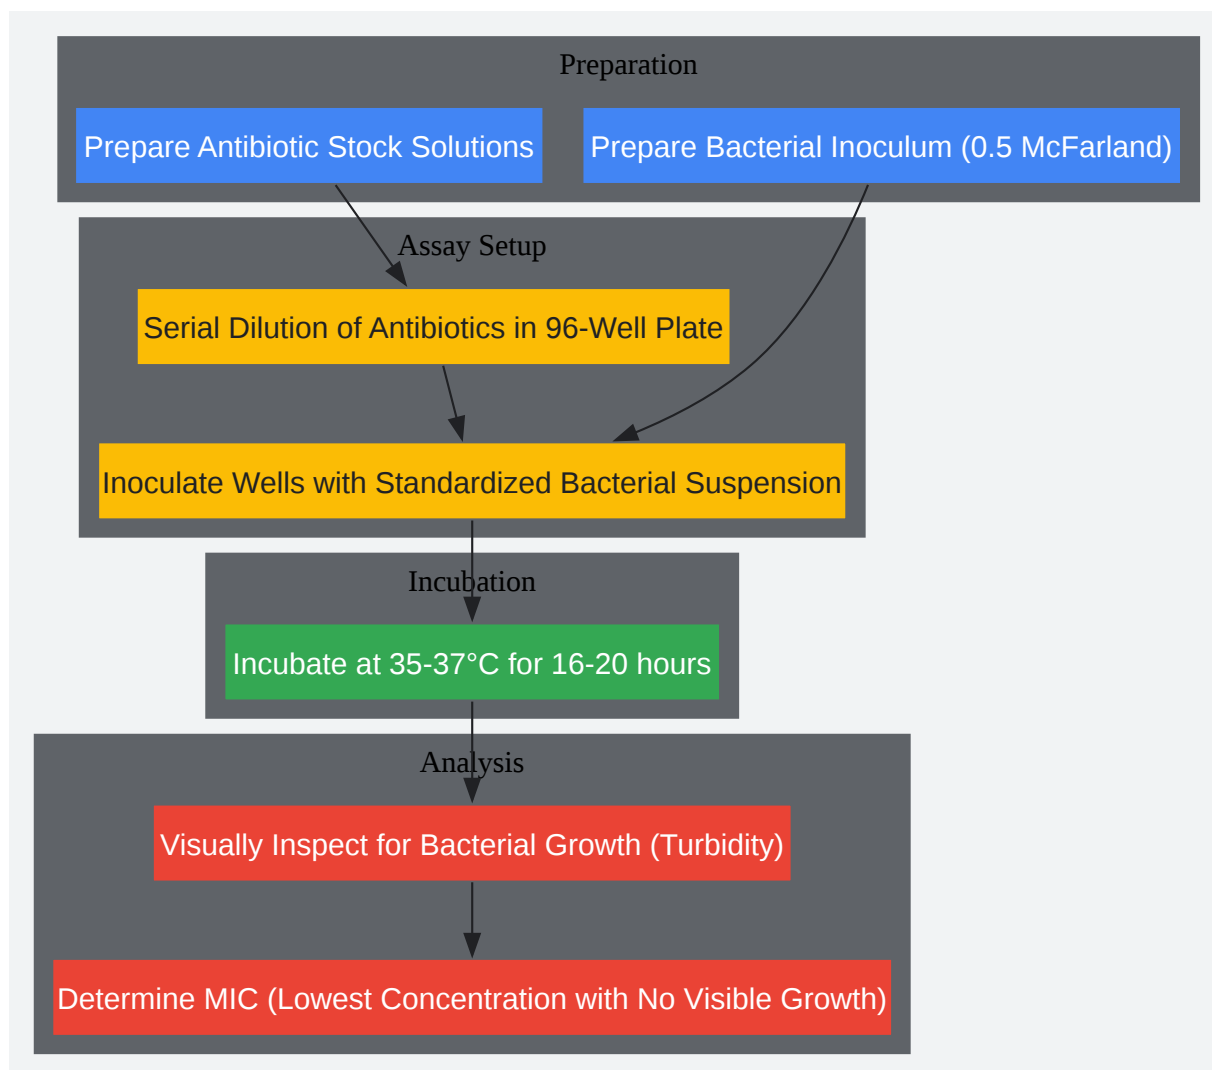 Preparation
Prepare Antibiotic Stock Solutions
Prepare Bacterial Inoculum (0.5 McFarland)
Assay Setup
Serial Dilution of Antibiotics in 96-Well Plate
Inoculate Wells with Standardized Bacterial Suspension
Incubation
Incubate at 35-37°C for 16-20 hours
Analysis
Visually Inspect for Bacterial Growth (Turbidity)
Determine MIC (Lowest Concentration with No Visible Growth)